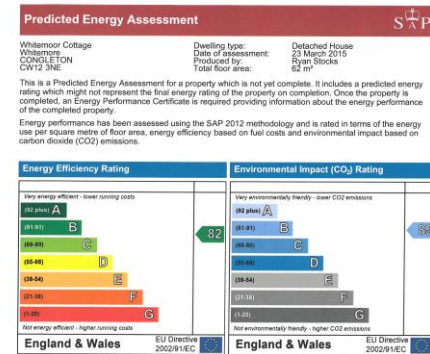 Predicted Energy Assessment
SAP
Whitemoor Cottage
Whitemore
CONGLETON
CW12 3NE
Dwelling type: Detached House
Date of assessment: 23 March 2015
Produced by: Ryan Stocks
Total floor area: 62 m²
This is a Predicted Energy Assessment for a property which is not yet complete. It includes a predicted energy
rating which might not represent the final energy rating of the property on completion. Once the property is
completed, an Energy Performance Certificate is required providing information about the energy performance
of the completed property.
Energy performance has been assessed using the SAP 2012 methodology and is rated in terms of the energy
use per square metre of floor area, energy efficiency based on fuel costs and environmental impact based on
carbon dioxide (CO2) emissions.
Energy Efficiency Rating
Very energy efficient - lower running costs
(92 plus) A
(81-91) B
82
(69-80) C
(55-68) D
(39-54) E
(21-38) F
(1-20) G
Not energy efficient - higher running costs
England & Wales
EU Directive
2002/91/EC
Environmental Impact (CO₂) Rating
Very environmentally friendly - lower CO2 emissions
(92 plus) A
(81-91) B
(69-80) C
(55-68) D
(39-54) E
(21-38) F
(1-20) G
Not environmentally friendly - higher CO2 emissions
England & Wales
EU Directive
2002/91/EC